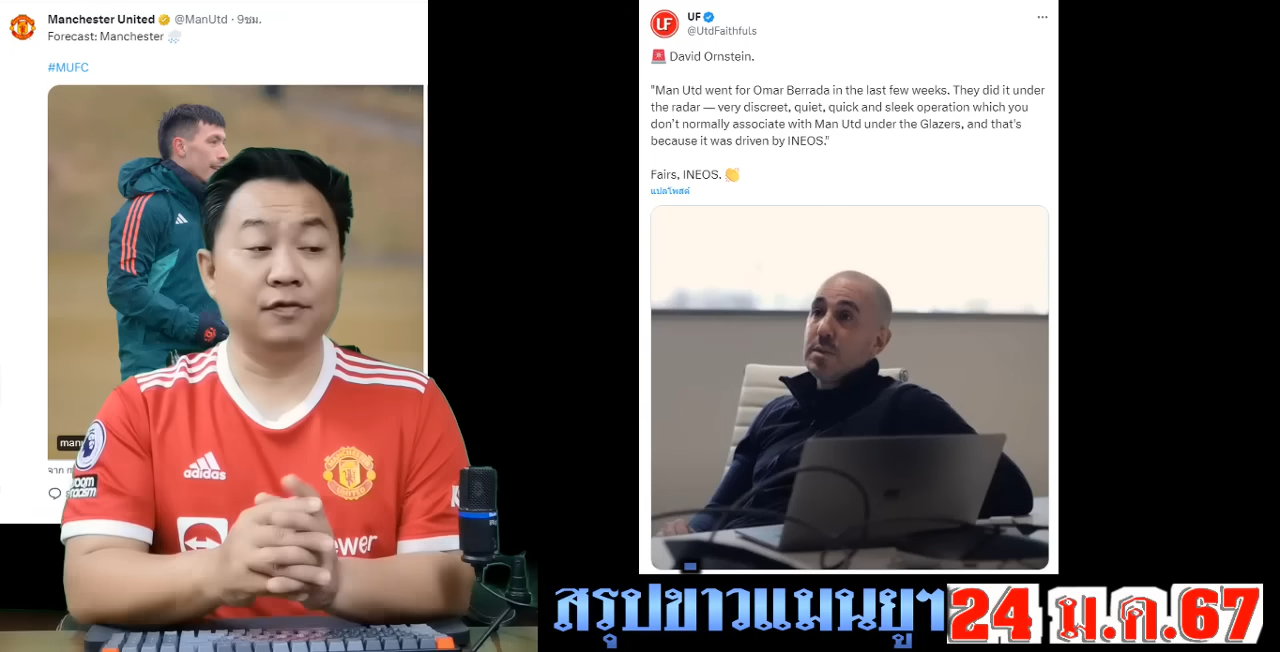 Manchester United @ManUtd · 9ชม.
Forecast: Manchester 🌧️
#MUFC
adidas
MANCHESTER
UNITED
UF
UF
@UtdFaithfuls
🚨 David Ornstein.
"Man Utd went for Omar Berrada in the last few weeks. They did it under
the radar — very discreet, quiet, quick and sleek operation which you
don't normally associate with Man Utd under the Glazers, and that's
because it was driven by INEOS."
Fairs, INEOS. 👏
แปลโพสต์
สรุปข่าวแมนยูฯ 24 ม.ค.67